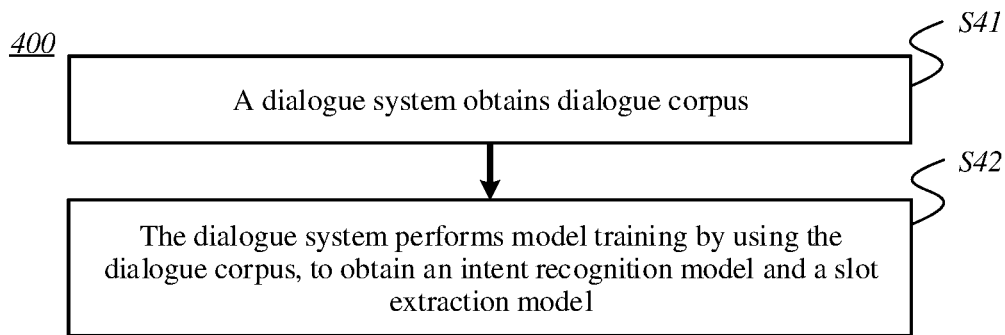 S41
400
A dialogue system obtains dialogue corpus
S42
The dialogue system performs model training by using the
dialogue corpus, to obtain an intent recognition model and a slot
extraction model